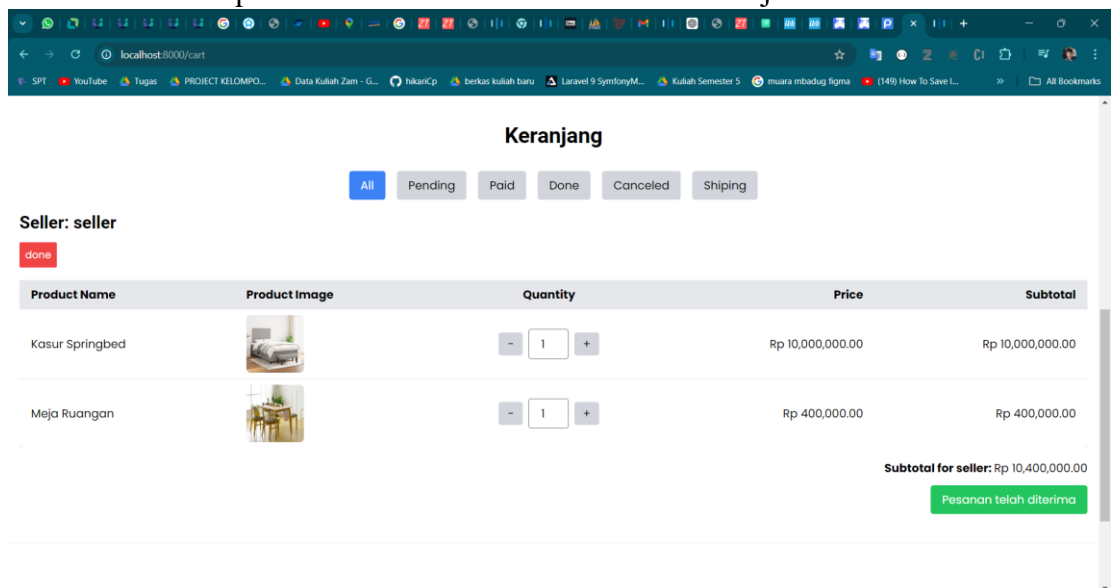 localhost:8000/cart
SPT YouTube Tugas PROJECT KELOMPO... Data Kuliah Zam - G... hikariCp berkas kuliah baru Laravel 9 SymfonyM... Kuliah Semester 5 muara mbadug figma (149) How To Save I... » All Bookmarks
Keranjang
All Pending Paid Done Canceled Shiping
Seller: seller
done
Product Name Product Image Quantity Price Subtotal
Kasur Springbed - 1 + Rp 10,000,000.00 Rp 10,000,000.00
Meja Ruangan - 1 + Rp 400,000.00 Rp 400,000.00
Subtotal for seller: Rp 10,400,000.00
Pesanan telah diterima